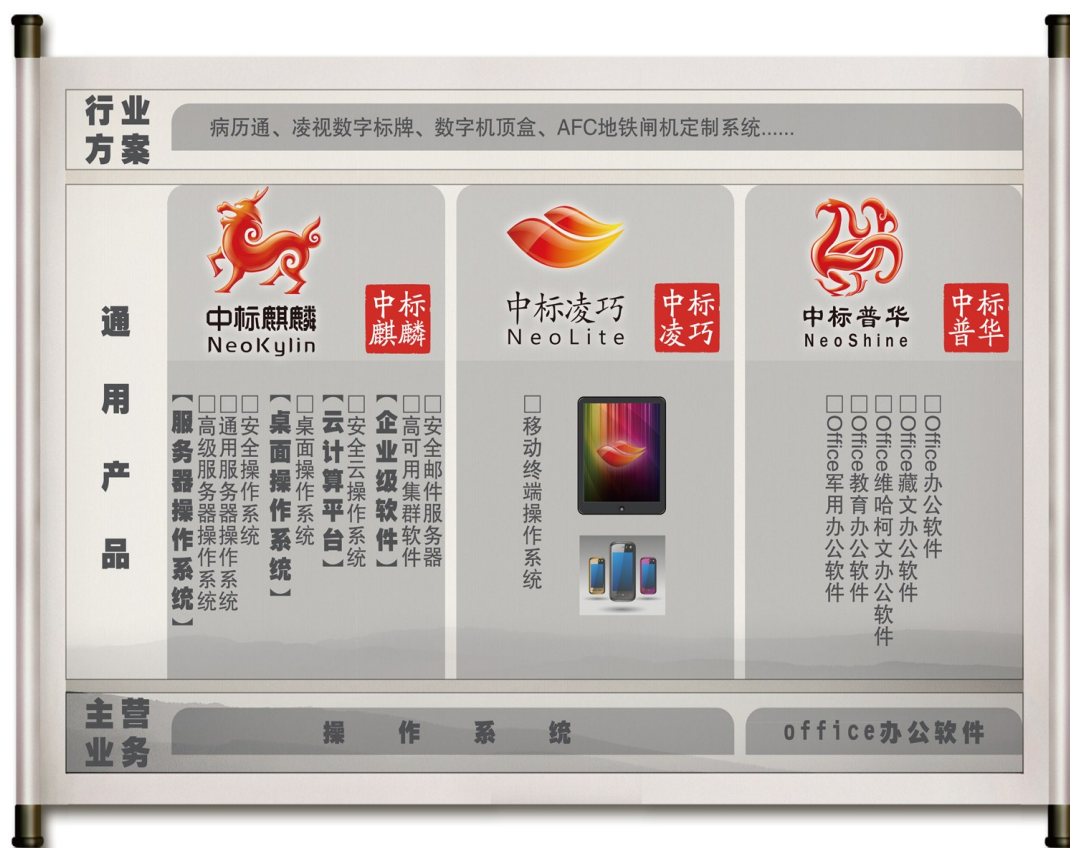 行业
方案
病历通、凌视数字标牌、数字机顶盒、AFC地铁闸机定制系统......
通用产品
中标麒麟
NeoKylin
中标
麒麟
【服务器操作系统】
□高级服务器操作系统
□通用服务器操作系统
□安全操作系统
【桌面操作系统】
□桌面操作系统
【云计算平台】
□安全云操作系统
【企业级软件】
□高可用集群软件
□安全邮件服务器
中标凌巧
NeoLite
中标
凌巧
□移动终端操作系统
中标普华
NeoShine
中标
普华
□Office军用办公软件
□Office教育办公软件
□Office维哈柯文办公软件
□Office藏文办公软件
□Office办公软件
主营
业务
操作系统
office办公软件